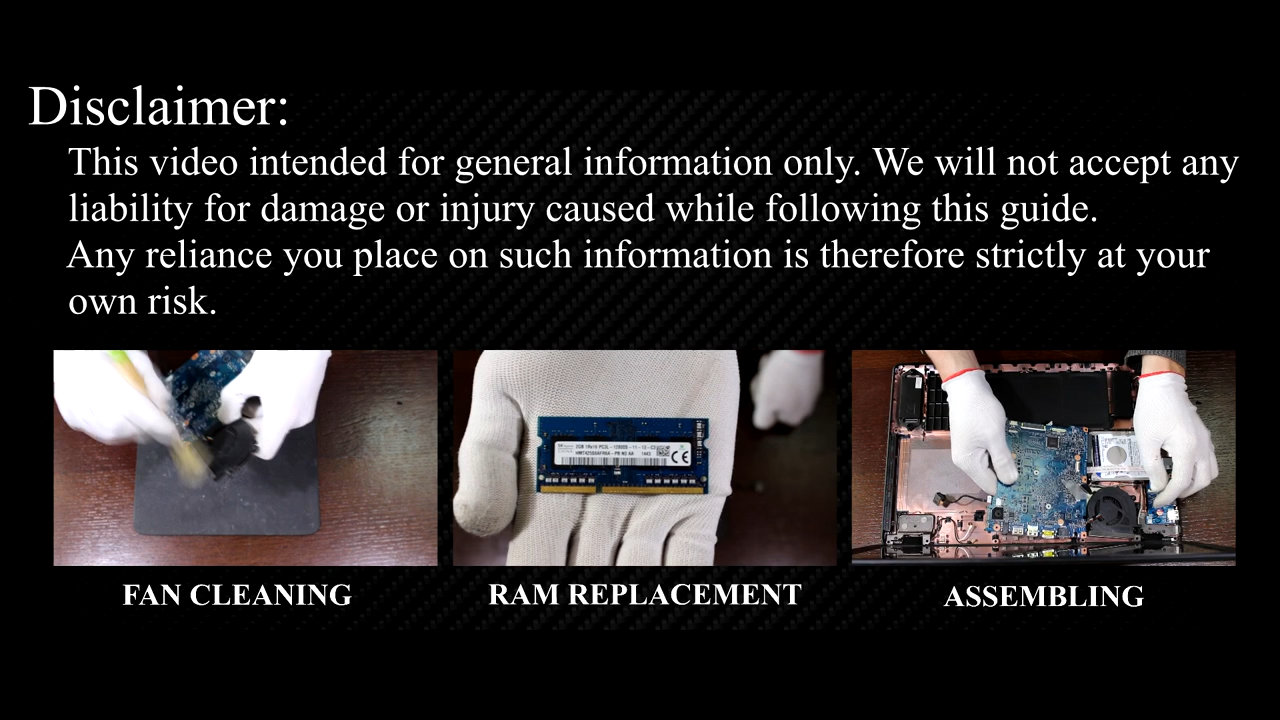 Disclaimer:
This video intended for general information only. We will not accept any
liability for damage or injury caused while following this guide.
Any reliance you place on such information is therefore strictly at your
own risk.
FAN CLEANING
RAM REPLACEMENT
ASSEMBLING